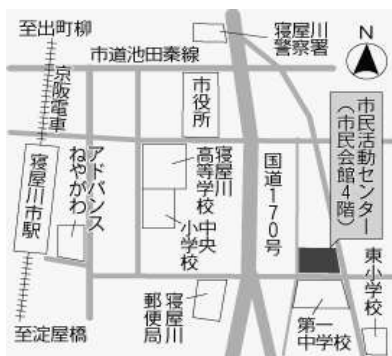 至出町柳
寝屋川
警察署
N
市道池田秦線
京阪電車
市役所
市民活動センター
(市民会館4階)
アドバンス
ねやがわ
寝屋川
高等学校
国道170号
寝屋川市駅
中央
小学校
東小学校
寝屋川
郵便局
第一
中学校
至淀屋橋